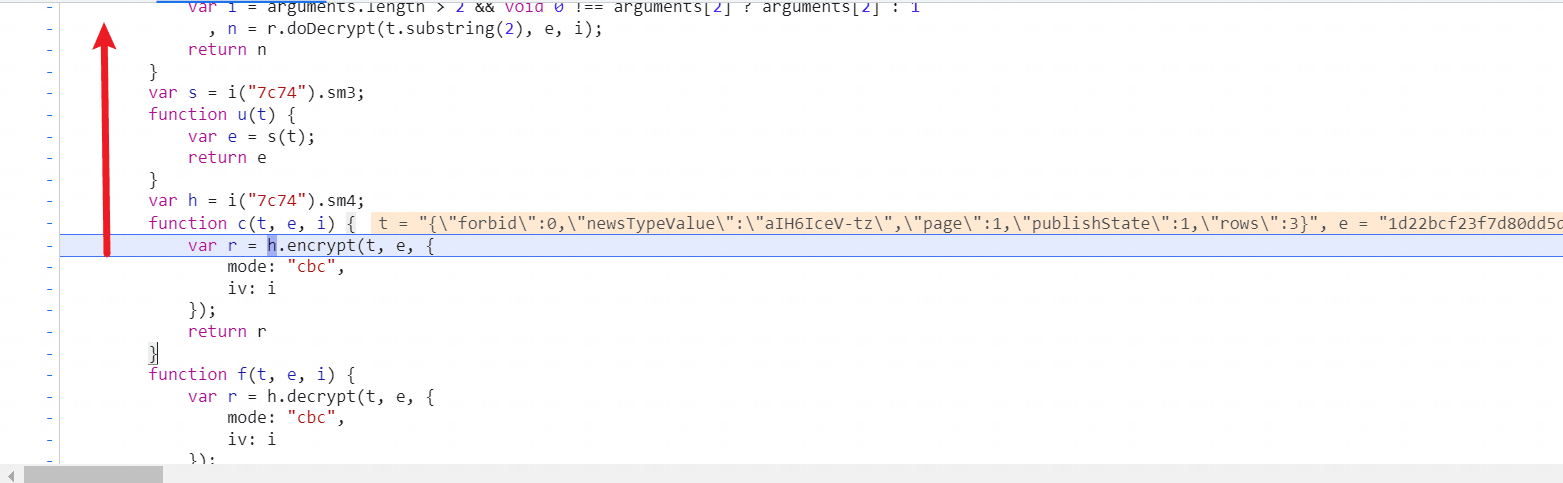 var i = arguments.length > 2 && void 0 !== arguments[2] ? arguments[2] : 1
, n = r.doDecrypt(t.substring(2), e, i);
return n
}
var s = i("7c74").sm3;
function u(t) {
var e = s(t);
return e
}
var h = i("7c74").sm4;
function c(t, e, i) { t = "{\"forbid\":0,\"newsTypeValue\":\"aIH6IceV-tz\",\"page\":1,\"publishState\":1,\"rows\":3}", e = "1d22bcf23f7d80dd5d
var r = h.encrypt(t, e, {
mode: "cbc",
iv: i
});
return r
}
function f(t, e, i) {
var r = h.decrypt(t, e, {
mode: "cbc",
iv: i
});